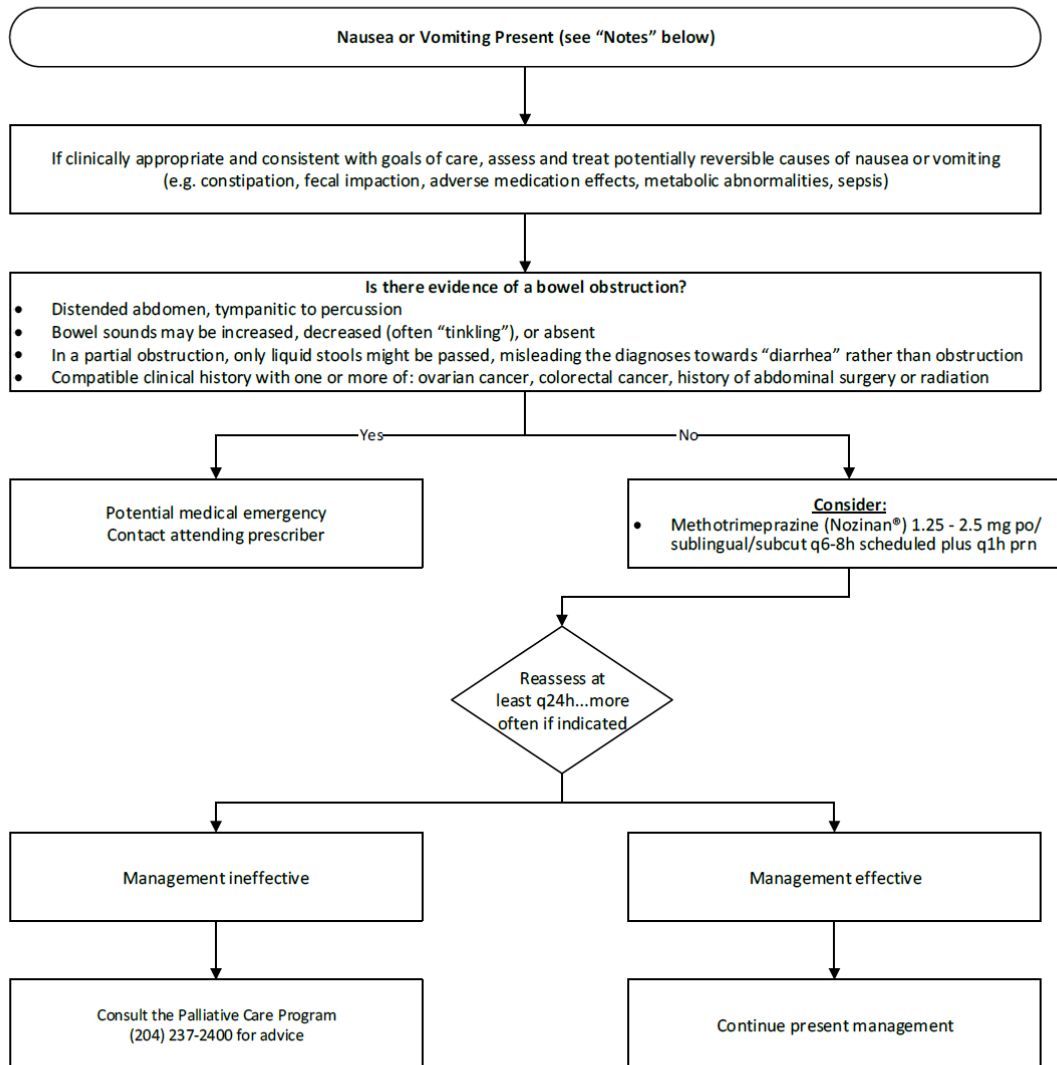 Nausea or Vomiting Present (see “Notes” below)
If clinically appropriate and consistent with goals of care, assess and treat potentially reversible causes of nausea or vomiting
(e.g. constipation, fecal impaction, adverse medication effects, metabolic abnormalities, sepsis)
Is there evidence of a bowel obstruction?
• Distended abdomen, tympanitic to percussion
• Bowel sounds may be increased, decreased (often “tinkling”), or absent
• In a partial obstruction, only liquid stools might be passed, misleading the diagnoses towards “diarrhea” rather than obstruction
• Compatible clinical history with one or more of: ovarian cancer, colorectal cancer, history of abdominal surgery or radiation
Yes
No
Potential medical emergency
Contact attending prescriber
Consider:
• Methotrimeprazine (Nozinan®) 1.25 - 2.5 mg po/
sublingual/subcut q6-8h scheduled plus q1h prn
Reassess at
least q24h...more
often if indicated
Management ineffective
Management effective
Consult the Palliative Care Program
(204) 237-2400 for advice
Continue present management